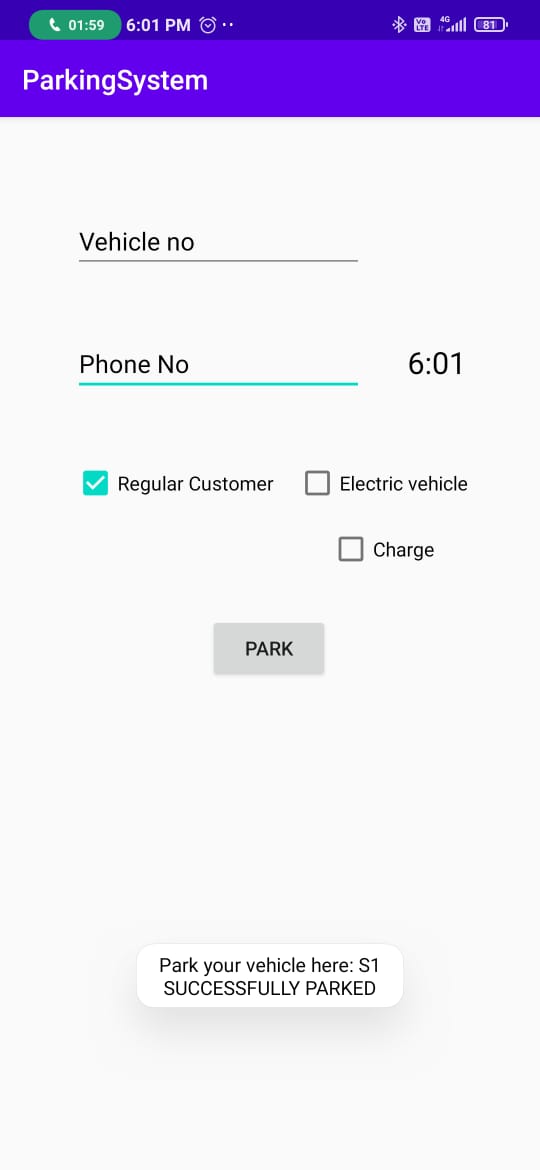 01:59 6:01 PM ·· Vo LTE 4G 81
ParkingSystem
Vehicle no
Phone No 6:01
Regular Customer Electric vehicle
Charge
PARK
Park your vehicle here: S1
SUCCESSFULLY PARKED